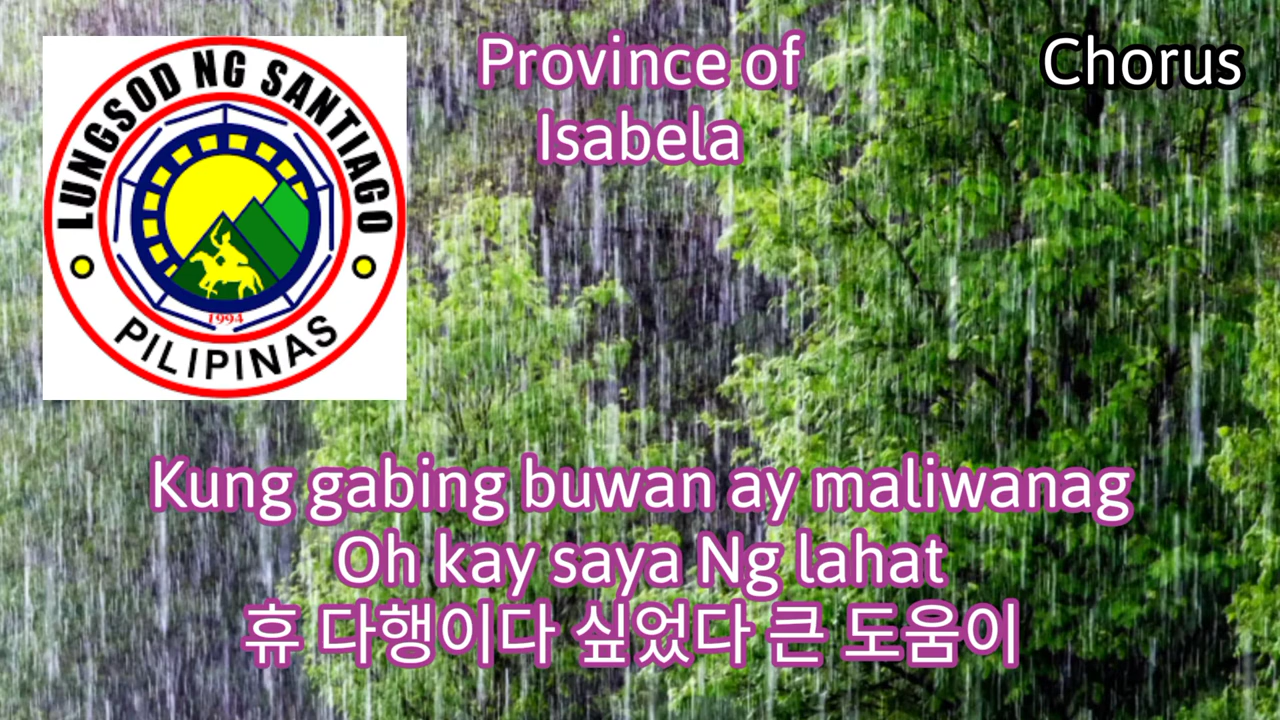 LUNGSOD NG SANTIAGO
1994
PILIPINAS
Province of
Isabela
Chorus
Kung gabing buwan ay maliwanag
Oh kay saya Ng lahat
휴 다행이다 싶었다 큰 도움이